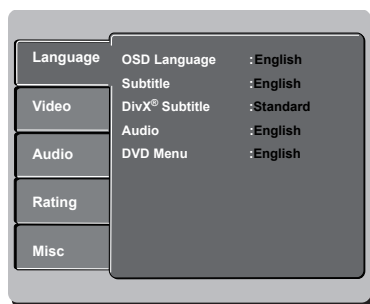 Language
Video
Audio
Rating
Misc
OSD Language :English
Subtitle :English
DivX® Subtitle :Standard
Audio :English
DVD Menu :English